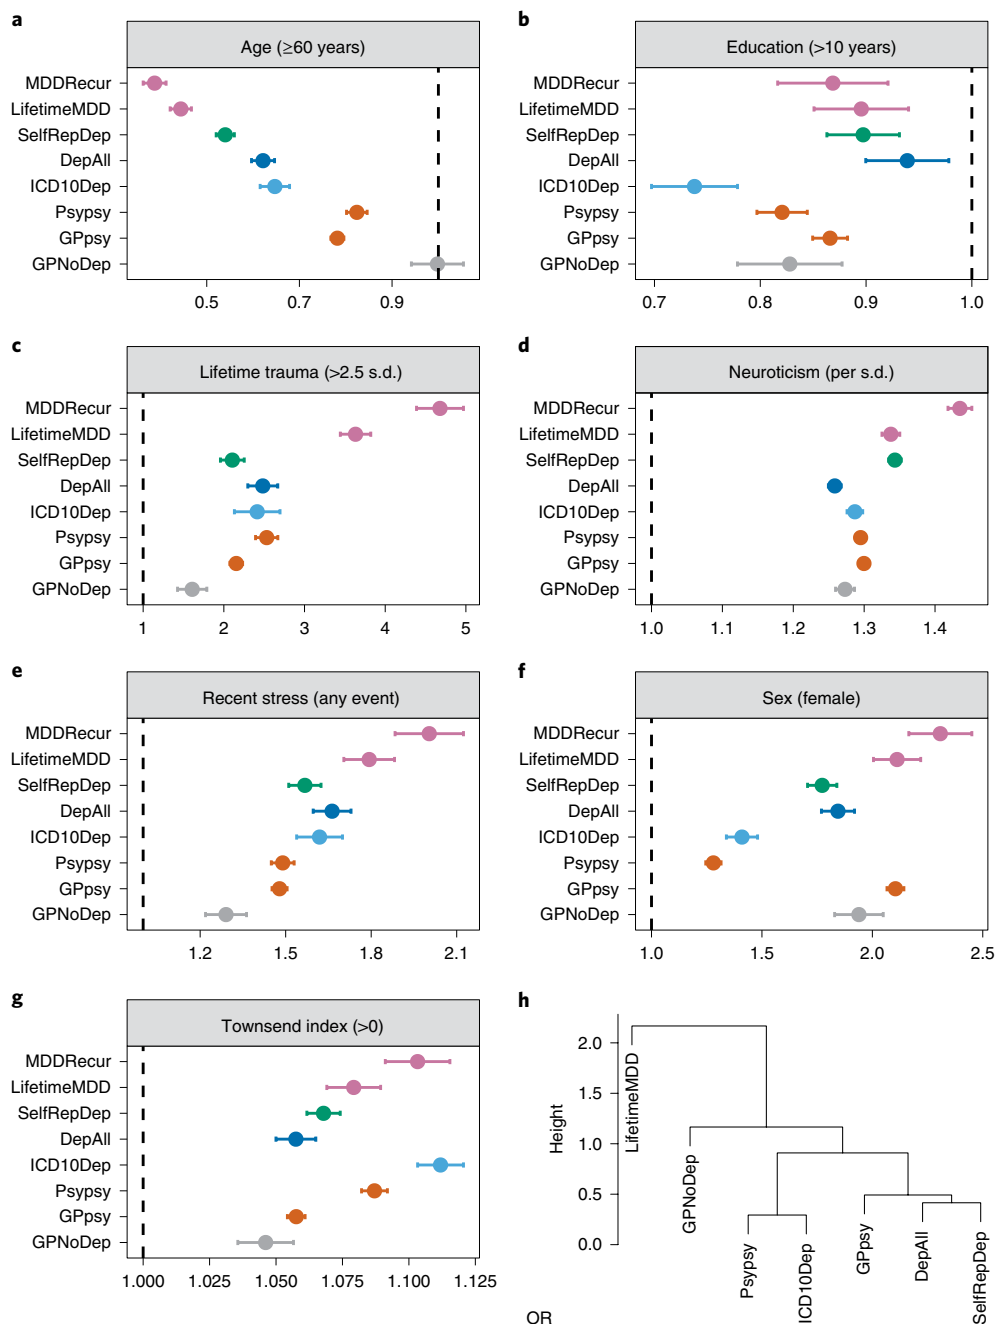 a
Age (≥60 years)
MDDRecur
LifetimeMDD
SelfRepDep
DepAll
ICD10Dep
Psypsy
GPpsy
GPNoDep
0.5 0.7 0.9
b
Education (>10 years)
MDDRecur
LifetimeMDD
SelfRepDep
DepAll
ICD10Dep
Psypsy
GPpsy
GPNoDep
0.7 0.8 0.9 1.0
c
Lifetime trauma (>2.5 s.d.)
MDDRecur
LifetimeMDD
SelfRepDep
DepAll
ICD10Dep
Psypsy
GPpsy
GPNoDep
1 2 3 4 5
d
Neuroticism (per s.d.)
MDDRecur
LifetimeMDD
SelfRepDep
DepAll
ICD10Dep
Psypsy
GPpsy
GPNoDep
1.0 1.1 1.2 1.3 1.4
e
Recent stress (any event)
MDDRecur
LifetimeMDD
SelfRepDep
DepAll
ICD10Dep
Psypsy
GPpsy
GPNoDep
1.2 1.5 1.8 2.1
f
Sex (female)
MDDRecur
LifetimeMDD
SelfRepDep
DepAll
ICD10Dep
Psypsy
GPpsy
GPNoDep
1.0 1.5 2.0 2.5
g
Townsend index (>0)
MDDRecur
LifetimeMDD
SelfRepDep
DepAll
ICD10Dep
Psypsy
GPpsy
GPNoDep
1.000 1.025 1.050 1.075 1.100 1.125
h
Height
2.0
1.5
1.0
0.5
0.0
LifetimeMDD
GPNoDep
Psypsy
ICD10Dep
GPpsy
DepAll
SelfRepDep
OR